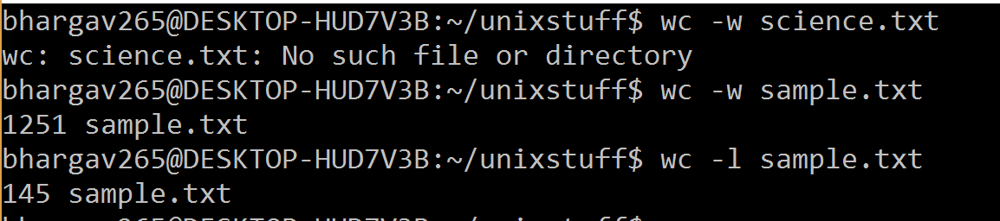 bhargav265@DESKTOP-HUD7V3B:~/unixstuff$ wc -w science.txt
wc: science.txt: No such file or directory
bhargav265@DESKTOP-HUD7V3B:~/unixstuff$ wc -w sample.txt
1251 sample.txt
bhargav265@DESKTOP-HUD7V3B:~/unixstuff$ wc -l sample.txt
145 sample.txt